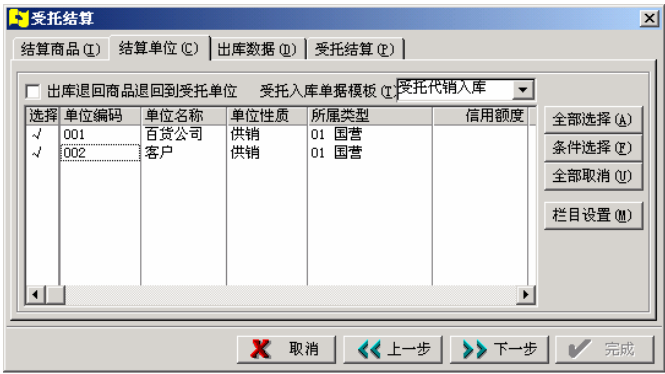 受托结算
结算商品(I) 结算单位(C) 出库数据(D) 受托结算(P)
出库退回商品退回到受托单位 受托入库单据模板(T) 受托代销入库
选择 单位编码 单位名称 单位性质 所属类型 信用额度
√ 001 百货公司 供销 01 国营
√ 002 客户 供销 01 国营
全部选择(A)
条件选择(F)
全部取消(U)
栏目设置(M)
取消 上一步 下一步 完成